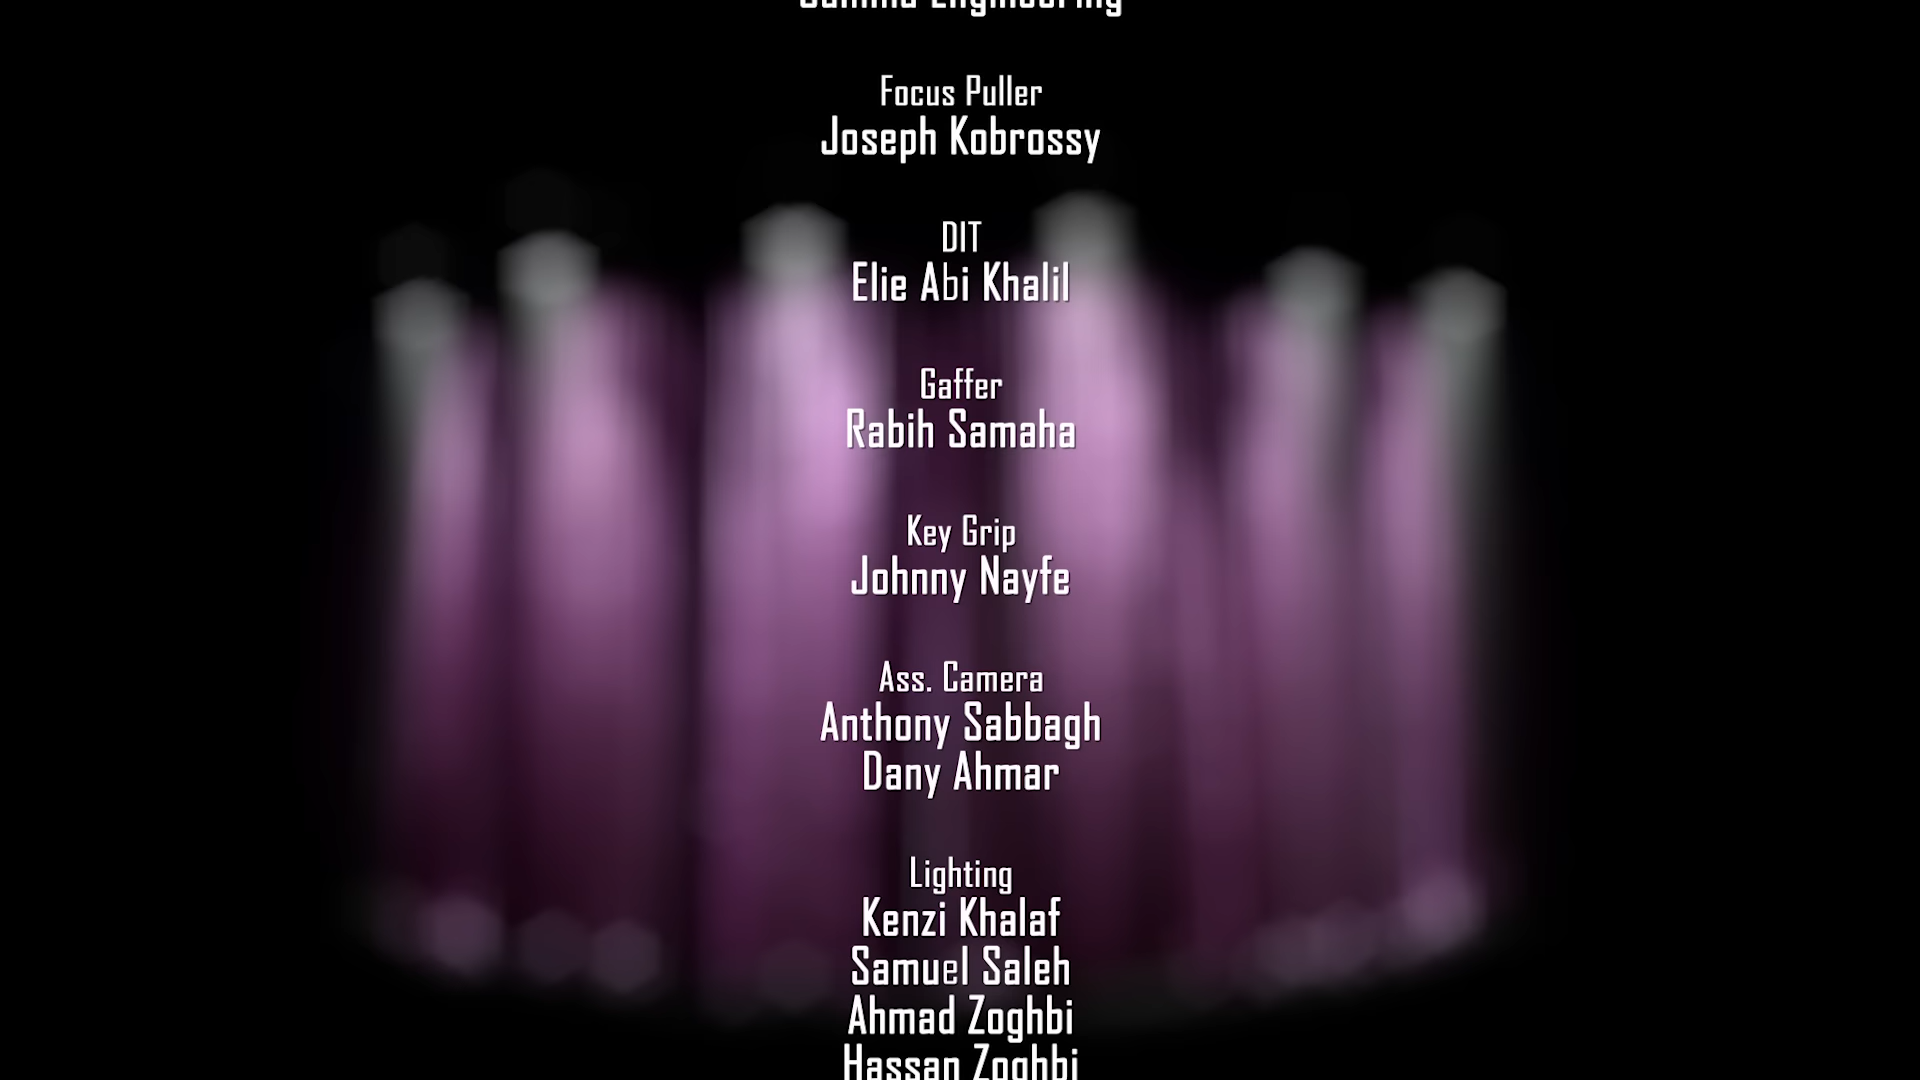 Engineering
Focus Puller
Joseph Kobrossy
DIT
Elie Abi Khalil
Gaffer
Rabih Samaha
Key Grip
Johnny Nayfe
Ass. Camera
Anthony Sabbagh
Dany Ahmar
Lighting
Kenzi Khalaf
Samuel Saleh
Ahmad Zoghbi
Hassan Zoghbi